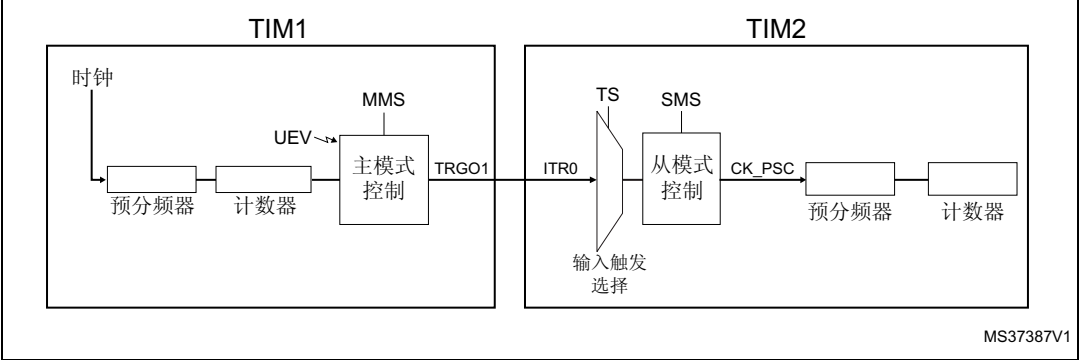 TIM1
TIM2
时钟
MMS
TS
SMS
UEV
主模式
控制
TRGO1
ITR0
从模式
控制
CK_PSC
预分频器
计数器
预分频器
计数器
输入触发
选择
MS37387V1